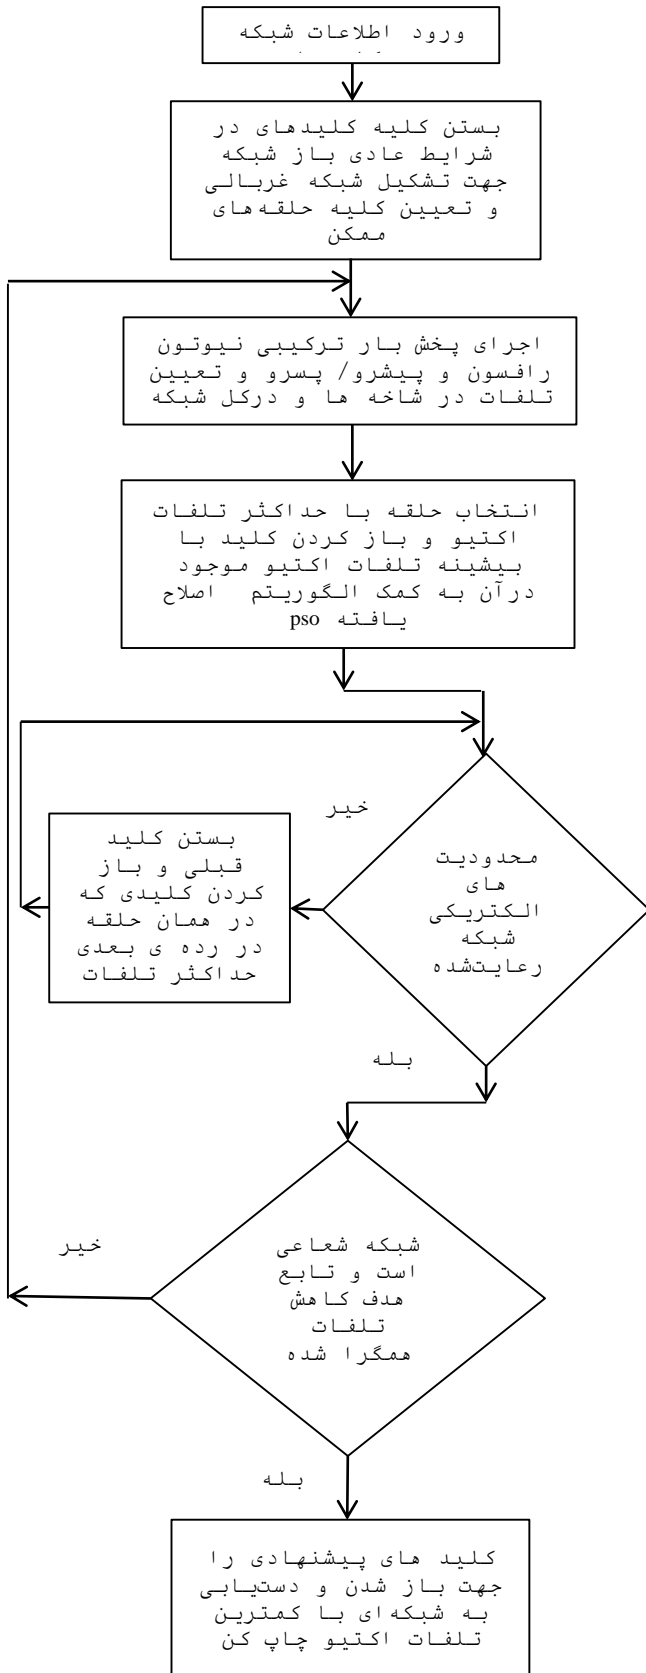 ورود اطلاعات شبکه
بستن کلیه کلیدهای در
شرایط عادی باز شبکه
جهت تشکیل شبکه غربالی
و تعیین کلیه حلقه‌های
ممکن
اجرای پخش بار ترکیبی نیوتون
رافسون و پیشرو/ پسرو و تعیین
تلفات در شاخه ها و درکل شبکه
انتخاب حلقه با حداکثر تلفات
اکتیو و باز کردن کلید با
بیشینه تلفات اکتیو موجود
درآن به کمک الگوریتم اصلاح
یافته pso
خیر
محدودیت
های
الکتریکی
شبکه
رعایت‌شده
بستن کلید
قبلی و باز
کردن کلیدی که
در همان حلقه
در رده ی بعدی
حداکثر تلفات
بله
خیر
شبکه شعاعی
است و تابع
هدف کاهش
تلفات
همگرا شده
بله
کلید های پیشنهادی را
جهت باز شدن و دستیابی
به شبکه‌ای با کمترین
تلفات اکتیو چاپ کن